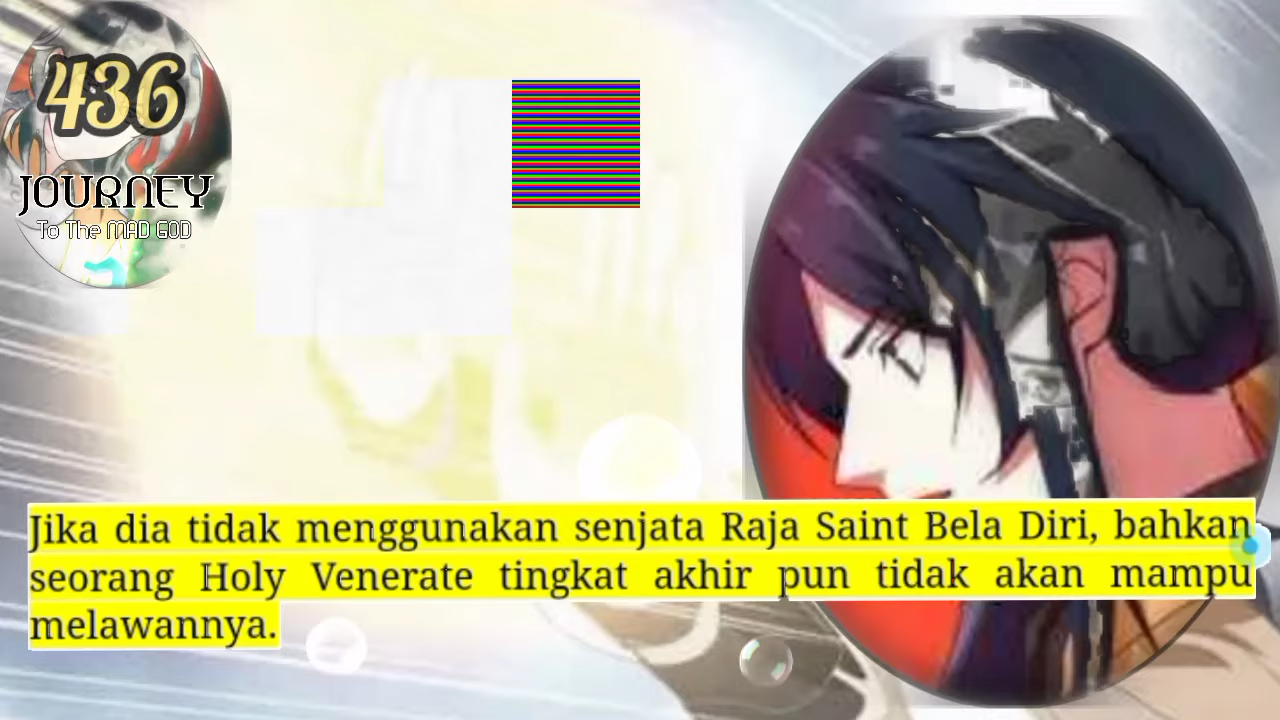 436
JOURNEY
To The MAD GOD
Jika dia tidak menggunakan senjata Raja Saint Bela Diri, bahkan
seorang Holy Venerate tingkat akhir pun tidak akan mampu
melawannya.